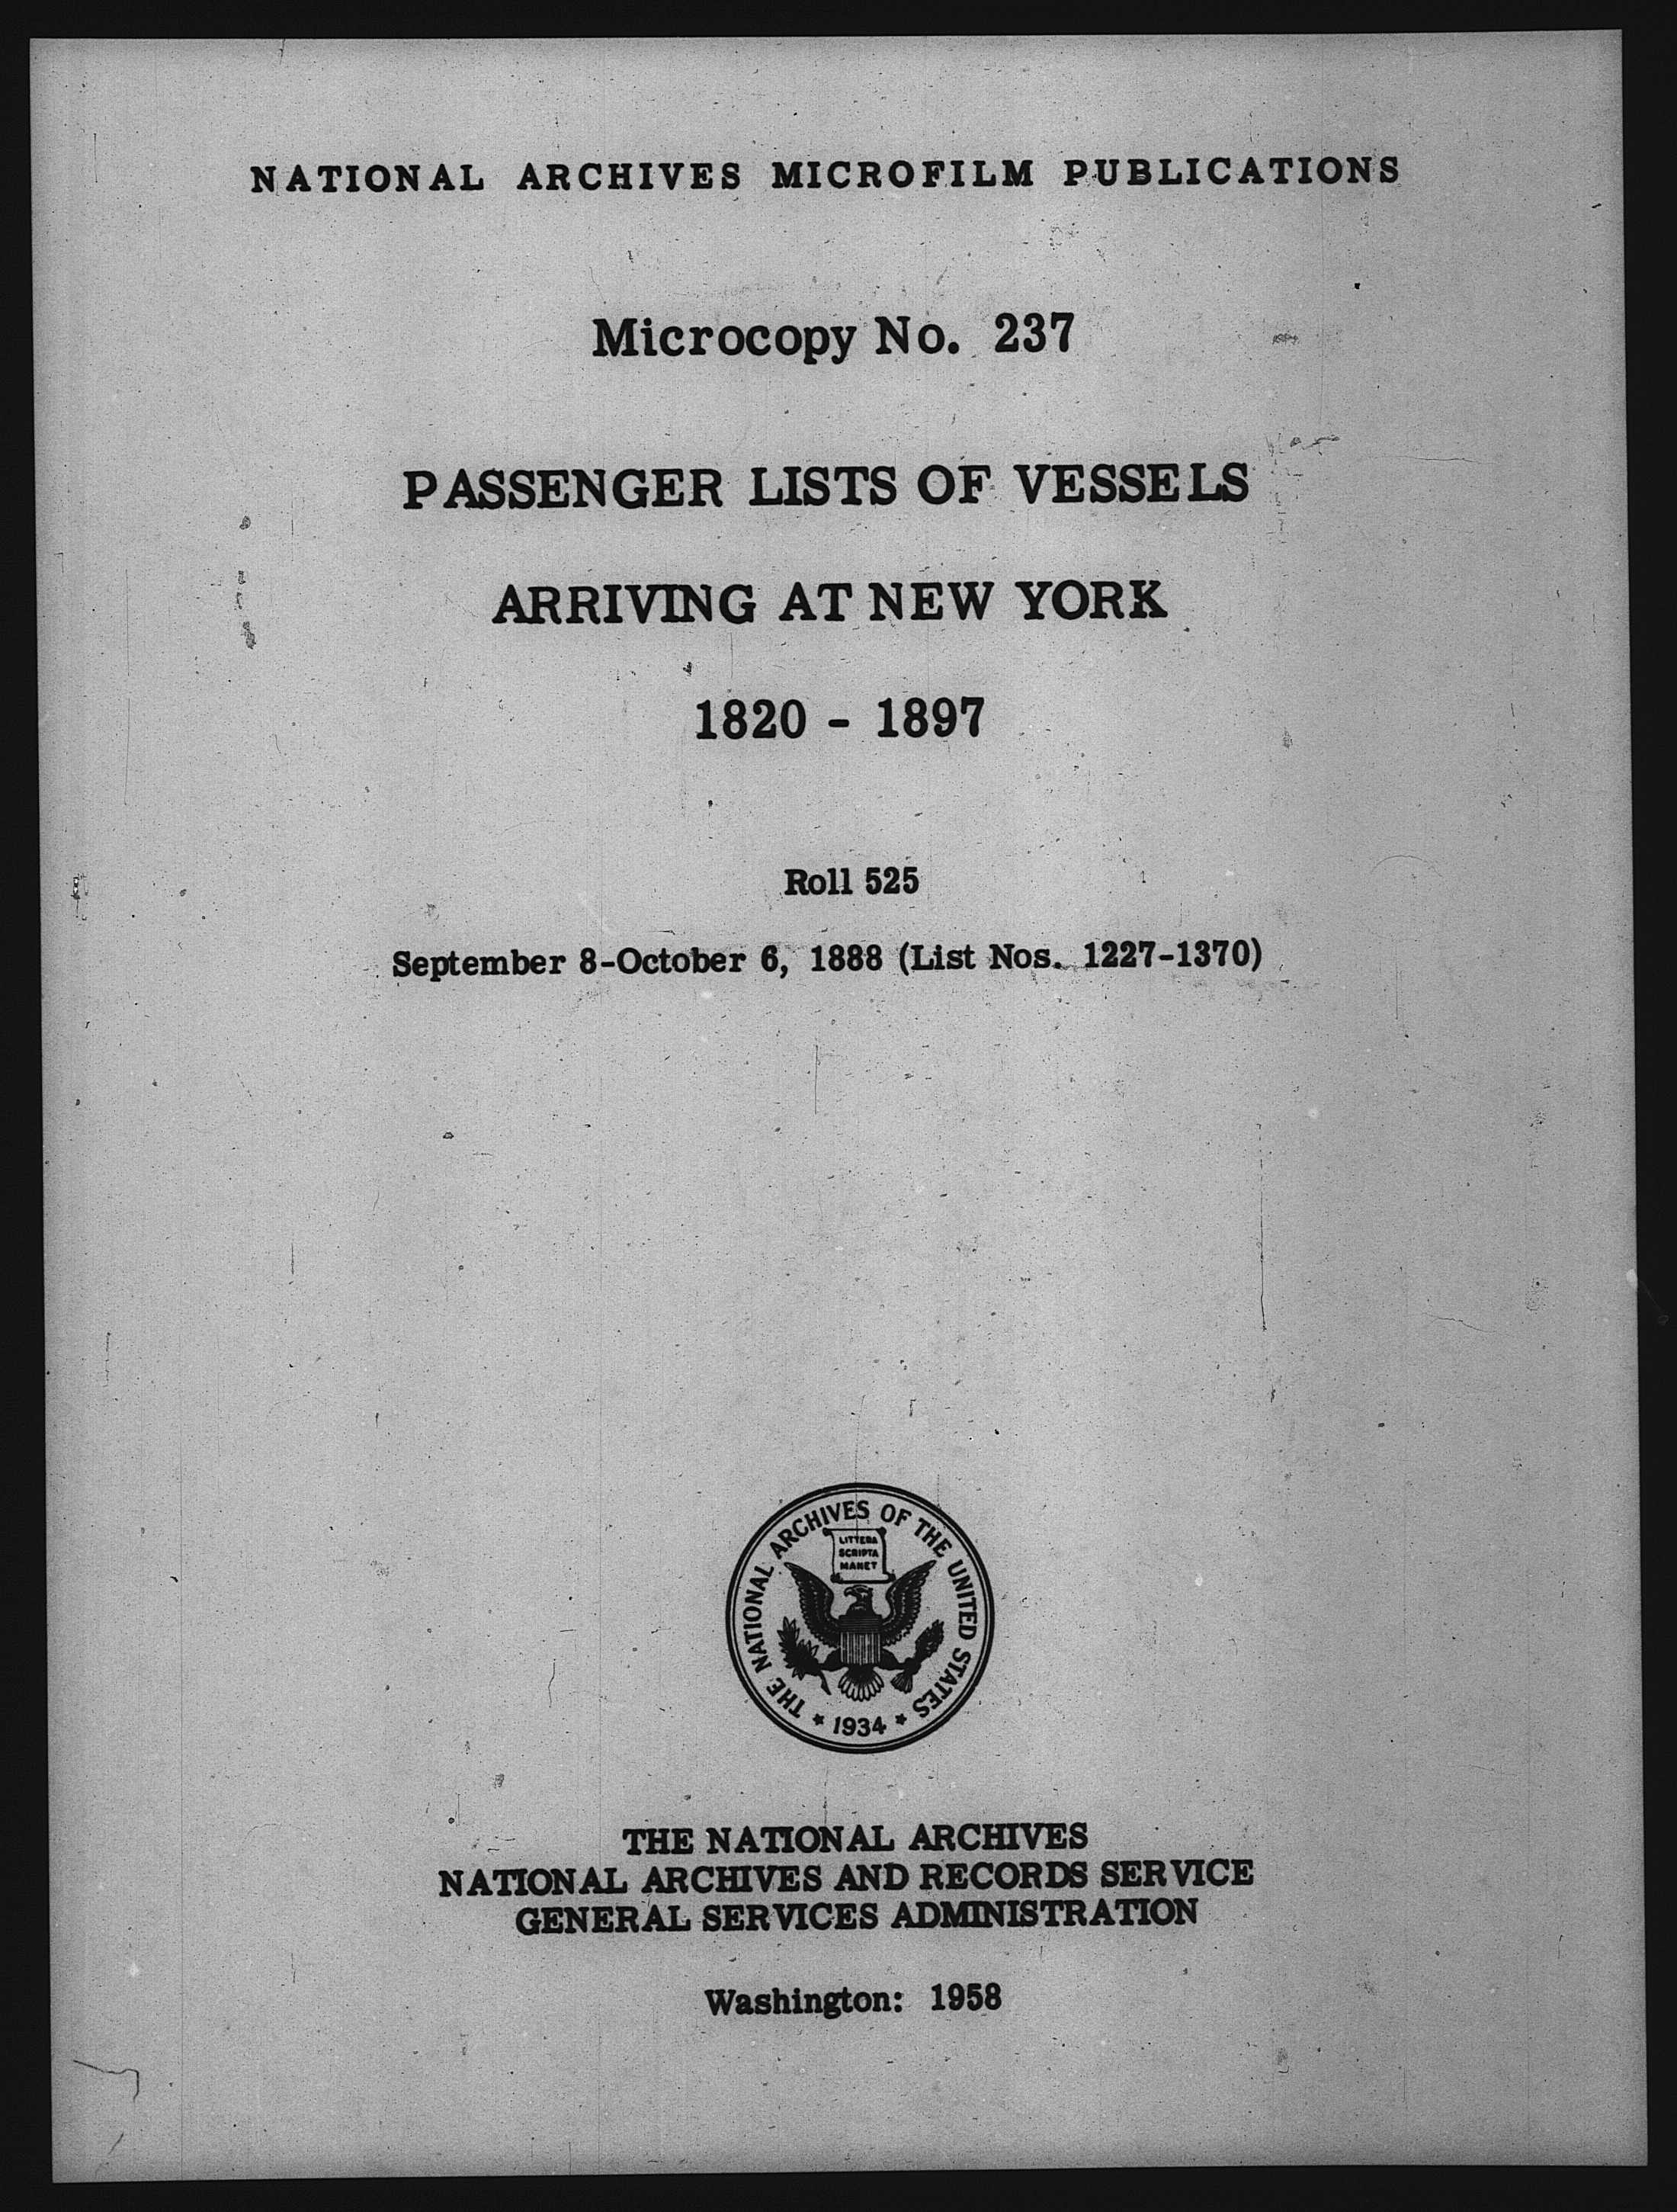 NATIONAL ARCHIVES MICROFILM PUBLICATIONS
Microcopy No. 237
PASSENGER LISTS OF VESSELS
ARRIVING AT NEW YORK
1820 - 1897
Roll 525
September 8-October 6, 1888 (List Nos. 1227-1370)
THE NATIONAL ARCHIVES OF THE UNITED STATES
LITTERA
SCRIPTA
MANET
★ 1934 ★
THE NATIONAL ARCHIVES
NATIONAL ARCHIVES AND RECORDS SERVICE
GENERAL SERVICES ADMINISTRATION
Washington: 1958